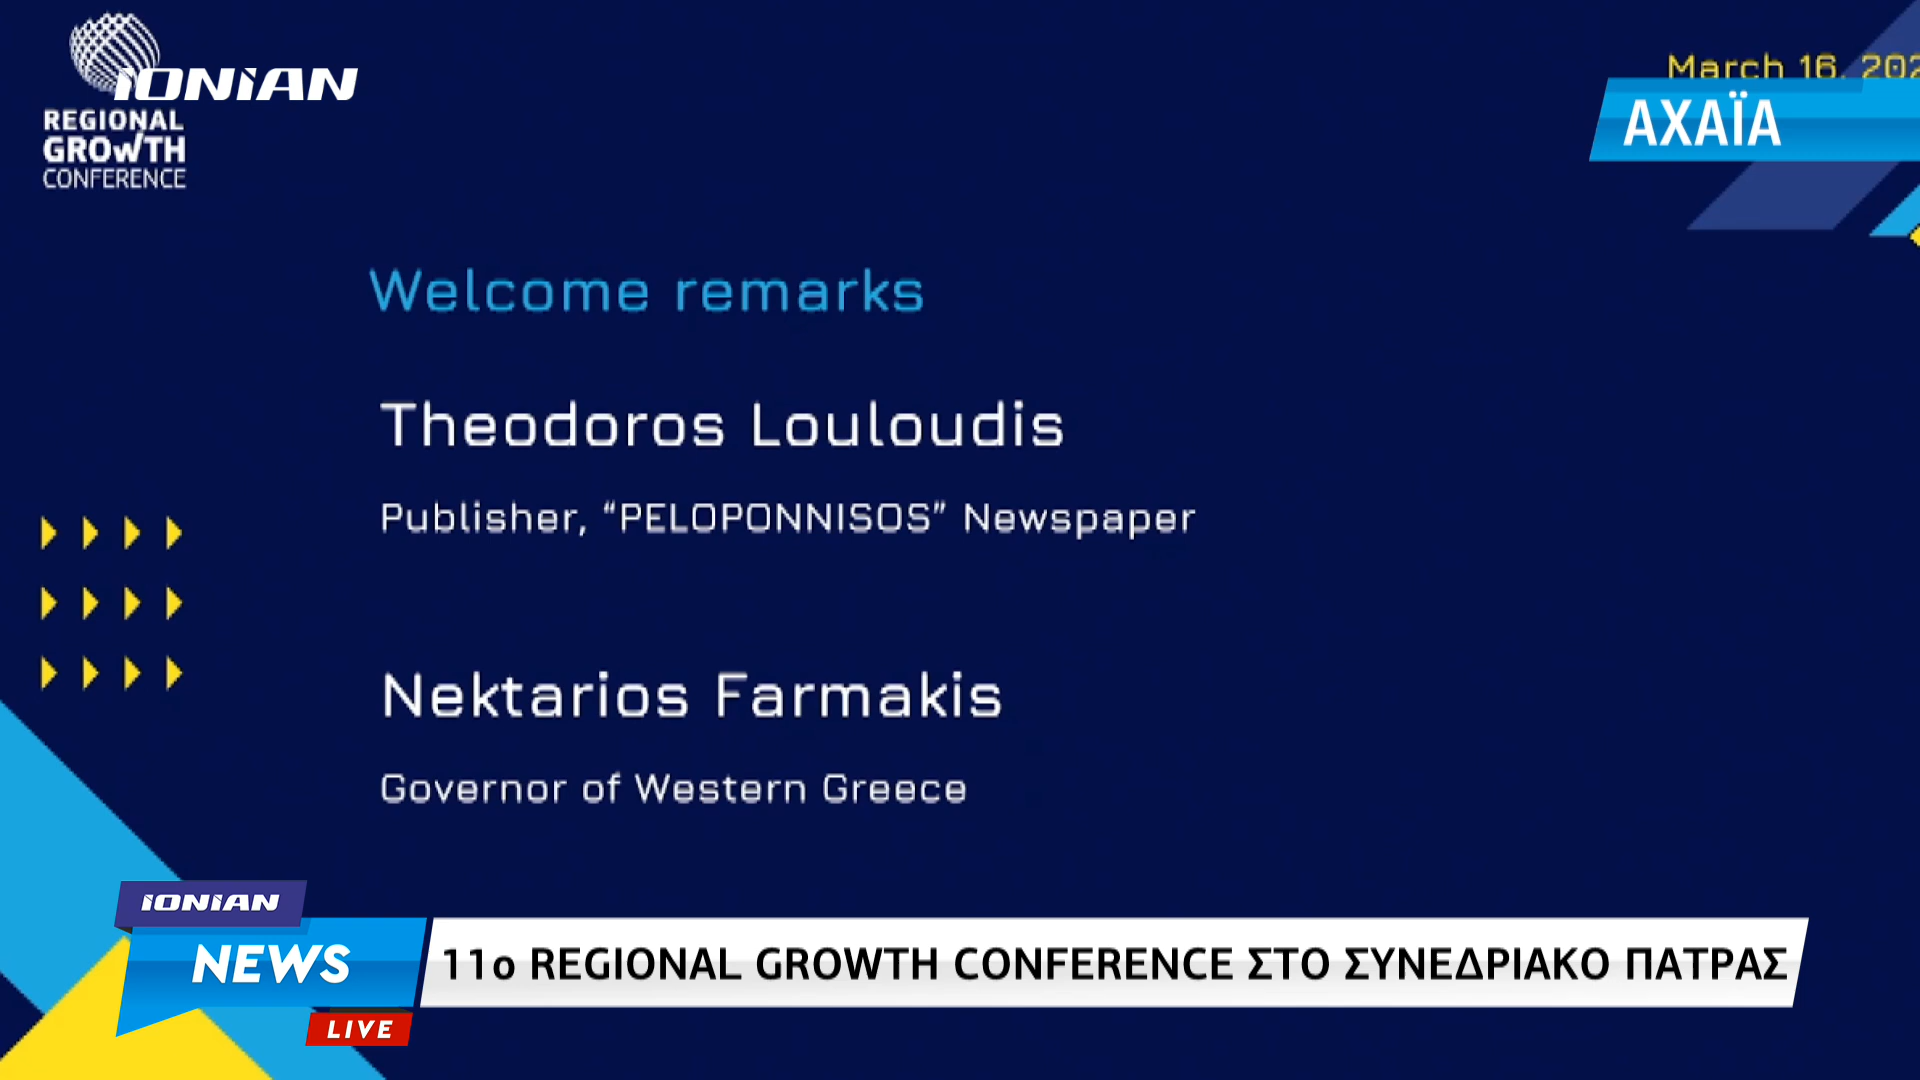 IONIAN
REGIONAL
GROWTH
CONFERENCE
March 16, 202
ΑΧΑΪΑ
Welcome remarks
Theodoros Louloudis
Publisher, “PELOPONNISOS” Newspaper
Nektarios Farmakis
Governor of Western Greece
IONIAN
NEWS
11ο REGIONAL GROWTH CONFERENCE ΣΤΟ ΣΥΝΕΔΡΙΑΚΟ ΠΑΤΡΑΣ
LIVE